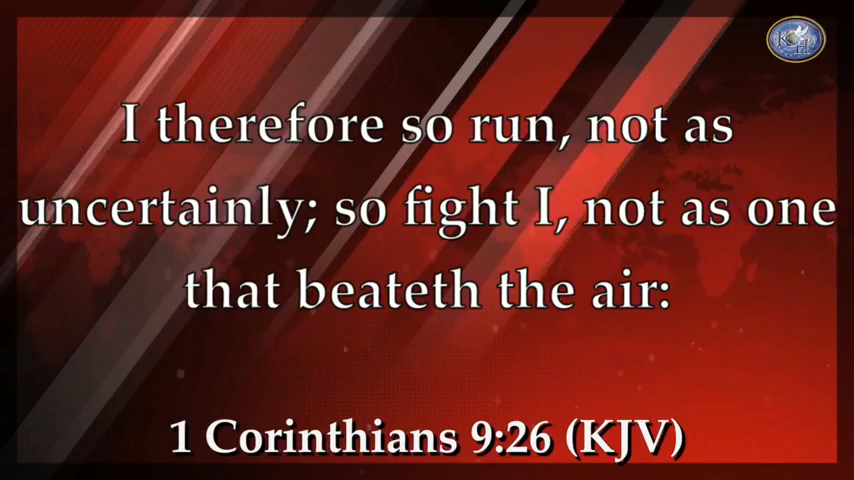 I therefore so run, not as
uncertainly; so fight I, not as one
that beateth the air:
1 Corinthians 9:26 (KJV)